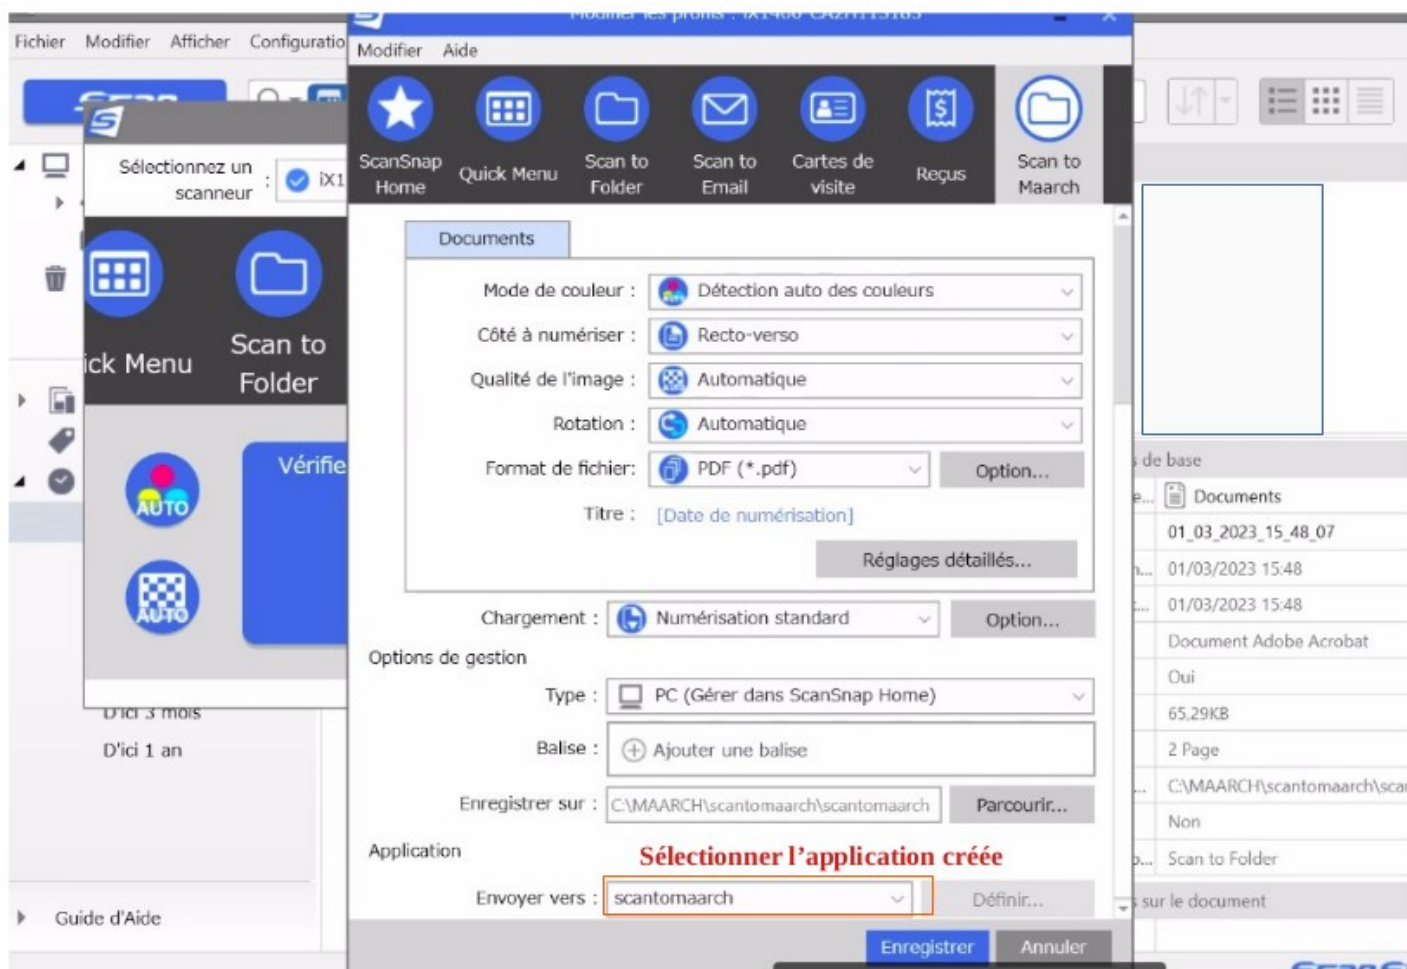 Modifier les profils : iX1400-CAZH113183
Fichier Modifier Afficher
Modifier Aide
Sélectionnez un
scanneur :
ick Menu
Scan to
Folder
AUTO
AUTO
D'ici 3 mois
D'ici 1 an
Guide d'Aide
ScanSnap
Home
Quick Menu
Scan to
Folder
Scan to
Email
Cartes de
visite
Reçus
Scan to
Maarch
Documents
Mode de couleur : Détection auto des couleurs
Côté à numériser : Recto-verso
Qualité de l'image : Automatique
Rotation : Automatique
Format de fichier: PDF (*.pdf) Option...
Titre : [Date de numérisation]
Réglages détaillés...
Chargement : Numérisation standard Option...
Options de gestion
Type : PC (Gérer dans ScanSnap Home)
Balise : Ajouter une balise
Enregistrer sur : C:\MAARCH\scantomaarch\scantomaarch Parcourir...
Application
Sélectionner l'application créée
Envoyer vers : scantomaarch Définir...
Enregistrer Annuler
de base
Documents
01_03_2023_15_48_07
01/03/2023 15:48
01/03/2023 15:48
Document Adobe Acrobat
Oui
65,29KB
2 Page
C:\MAARCH\scantomaarch\sca
Non
Scan to Folder
sur le document